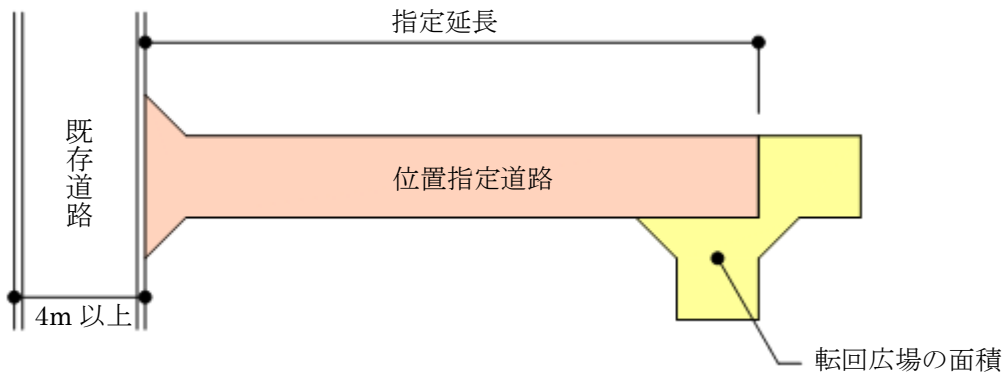 指定延長
既存道路
位置指定道路
4m 以上
転回広場の面積